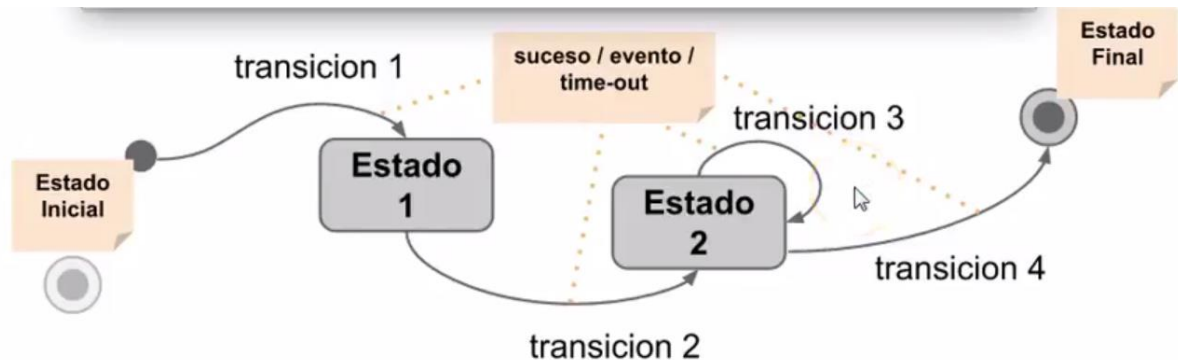 Estado
Final
transicion 1
suceso / evento /
time-out
transicion 3
Estado
1
Estado
Inicial
Estado
2
transicion 4
transicion 2